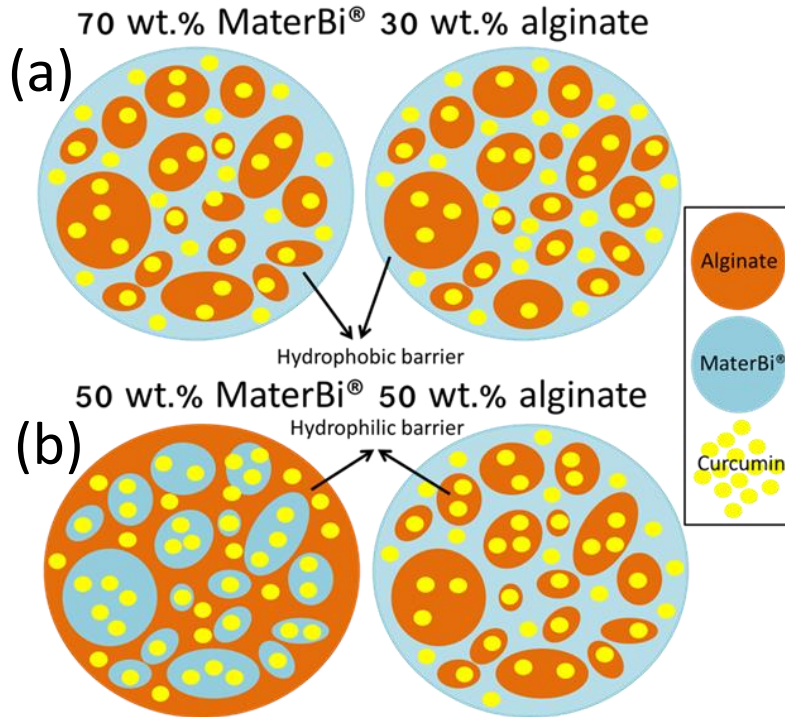 70 wt.% MaterBi® 30 wt.% alginate
(a)
Hydrophobic barrier
50 wt.% MaterBi® 50 wt.% alginate
(b)
Hydrophilic barrier
Alginate
MaterBi®
Curcumin